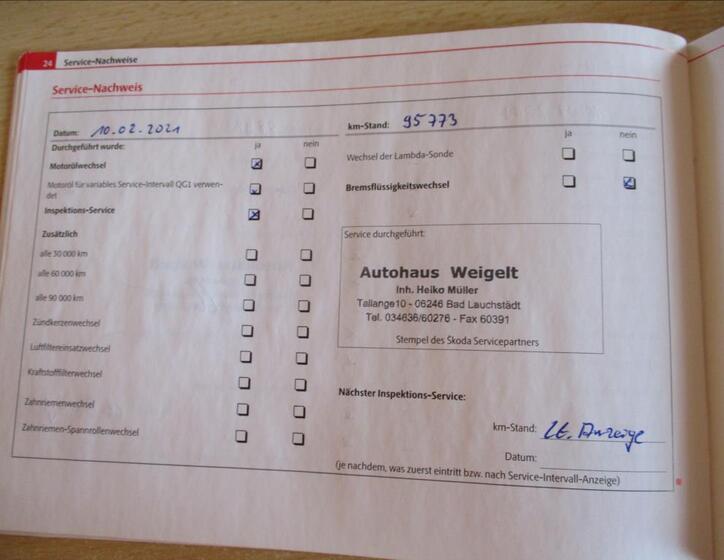 24 Service-Nachweise
Service-Nachweis
Datum: 10.02.2021
km-Stand: 95773
Durchgeführt wurde: ja nein
ja nein
Motorölwechsel
Wechsel der Lambda-Sonde
Motoröl für variables Service-Intervall QG1 verwen-
det
Bremsflüssigkeitswechsel
Inspektions-Service
Zusätzlich
Service durchgeführt:
alle 30 000 km
alle 60 000 km
alle 90 000 km
Autohaus Weigelt
Inh. Heiko Müller
Tallange10 - 06246 Bad Lauchstädt
Tel. 034636/60276 - Fax 60391
Stempel des Skoda Servicepartners
Zündkerzenwechsel
Luftfiltereinsatzwechsel
Kraftstofffilterwechsel
Zahnriemenwechsel
Zahnriemen-Spannrollenwechsel
Nächster Inspektions-Service:
km-Stand: lt. Anzeige
Datum:
(je nachdem, was zuerst eintritt bzw. nach Service-Intervall-Anzeige)